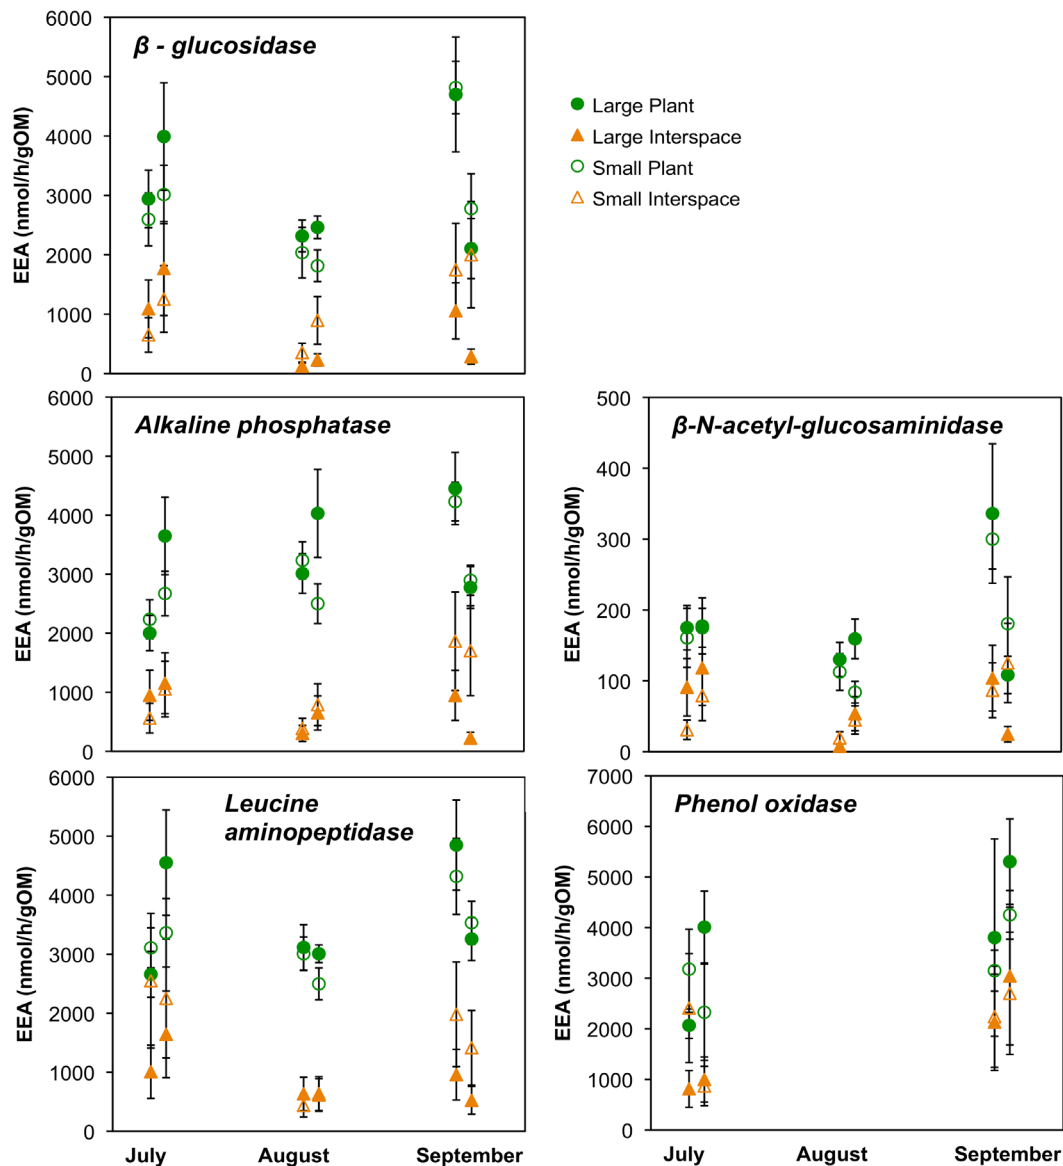 β - glucosidase
EEA (nmol/h/gOM)
6000
5000
4000
3000
2000
1000
0
Large Plant
Large Interspace
Small Plant
Small Interspace
Alkaline phosphatase
EEA (nmol/h/gOM)
6000
5000
4000
3000
2000
1000
0
β-N-acetyl-glucosaminidase
EEA (nmol/h/gOM)
500
400
300
200
100
0
Leucine
aminopeptidase
EEA (nmol/h/gOM)
6000
5000
4000
3000
2000
1000
0
July
August
September
Phenol oxidase
EEA (nmol/h/gOM)
7000
6000
5000
4000
3000
2000
1000
0
July
August
September